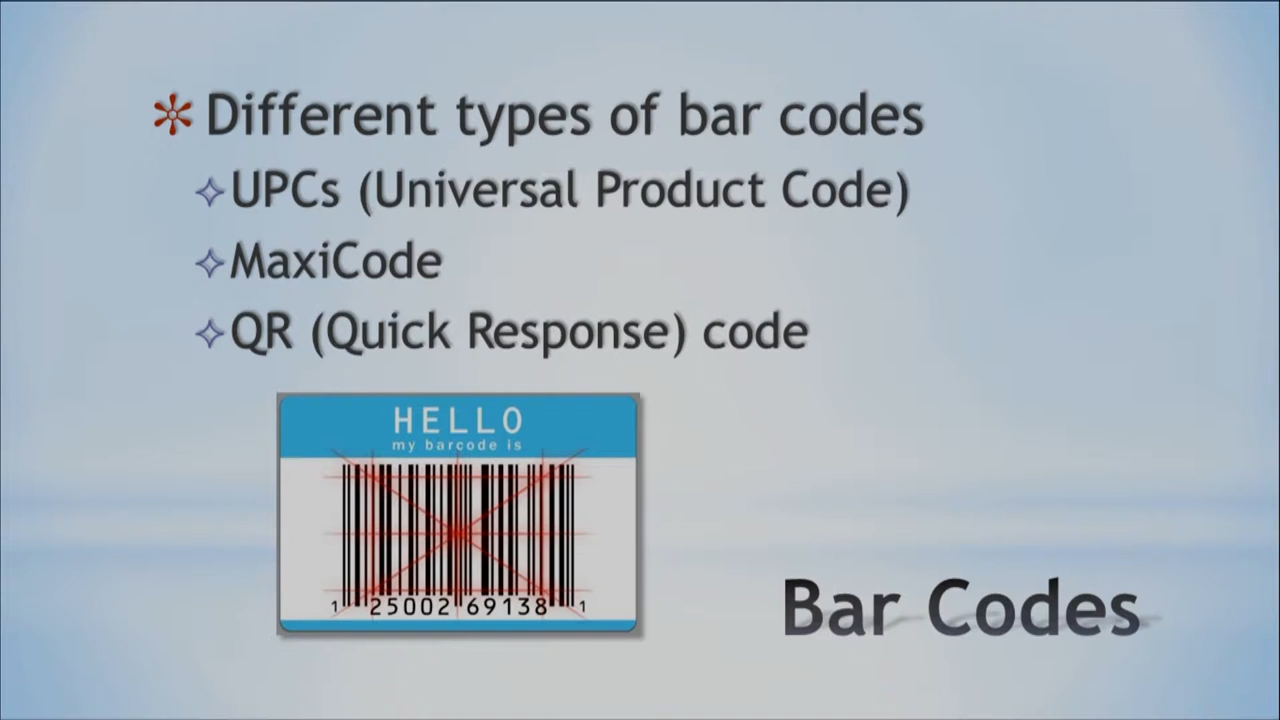 Different types of bar codes
UPCs (Universal Product Code)
MaxiCode
QR (Quick Response) code
HELLO
my barcode is
1 25002 69138 1
Bar Codes